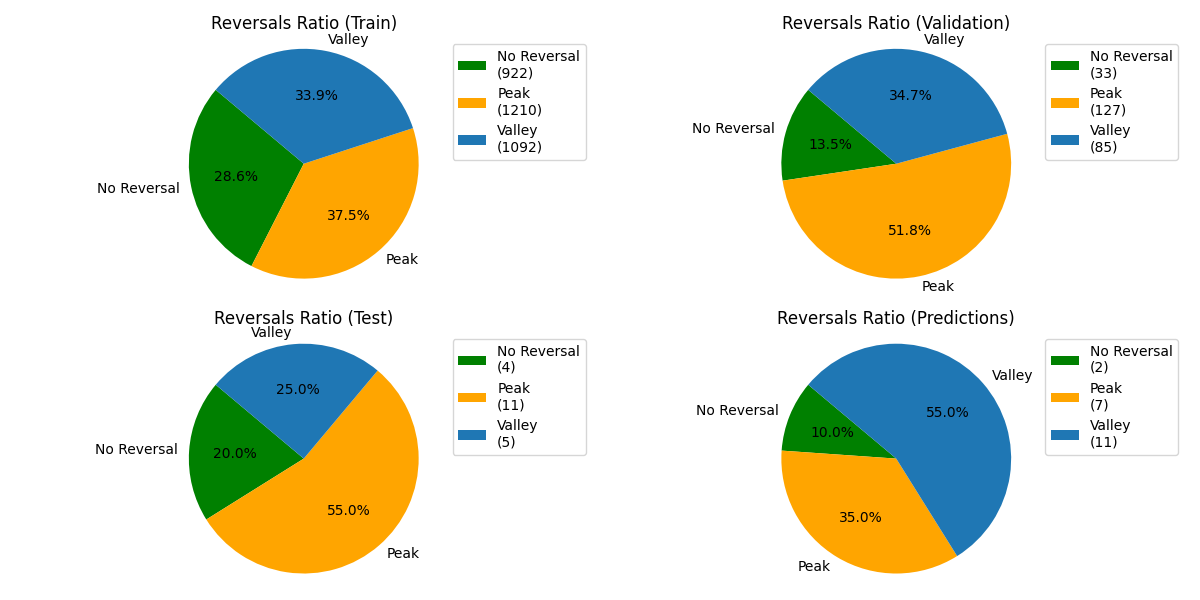 Reversals Ratio (Train)
Valley
33.9%
No Reversal
28.6%
37.5%
Peak
No Reversal
(922)
Peak
(1210)
Valley
(1092)
Reversals Ratio (Validation)
Valley
34.7%
No Reversal
13.5%
51.8%
Peak
No Reversal
(33)
Peak
(127)
Valley
(85)
Reversals Ratio (Test)
Valley
25.0%
No Reversal
20.0%
55.0%
Peak
No Reversal
(4)
Peak
(11)
Valley
(5)
Reversals Ratio (Predictions)
Valley
55.0%
No Reversal
10.0%
35.0%
Peak
No Reversal
(2)
Peak
(7)
Valley
(11)